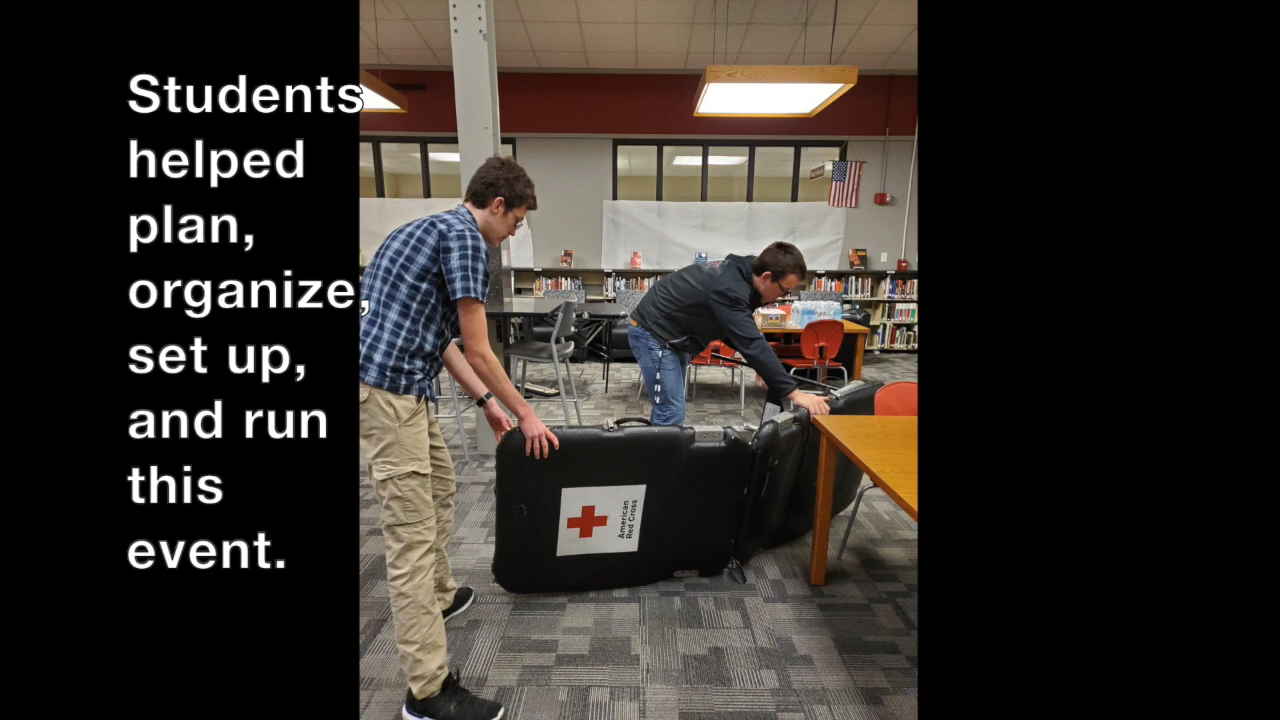 Students
helped
plan,
organize,
set up,
and run
this
event.
American
Red Cross